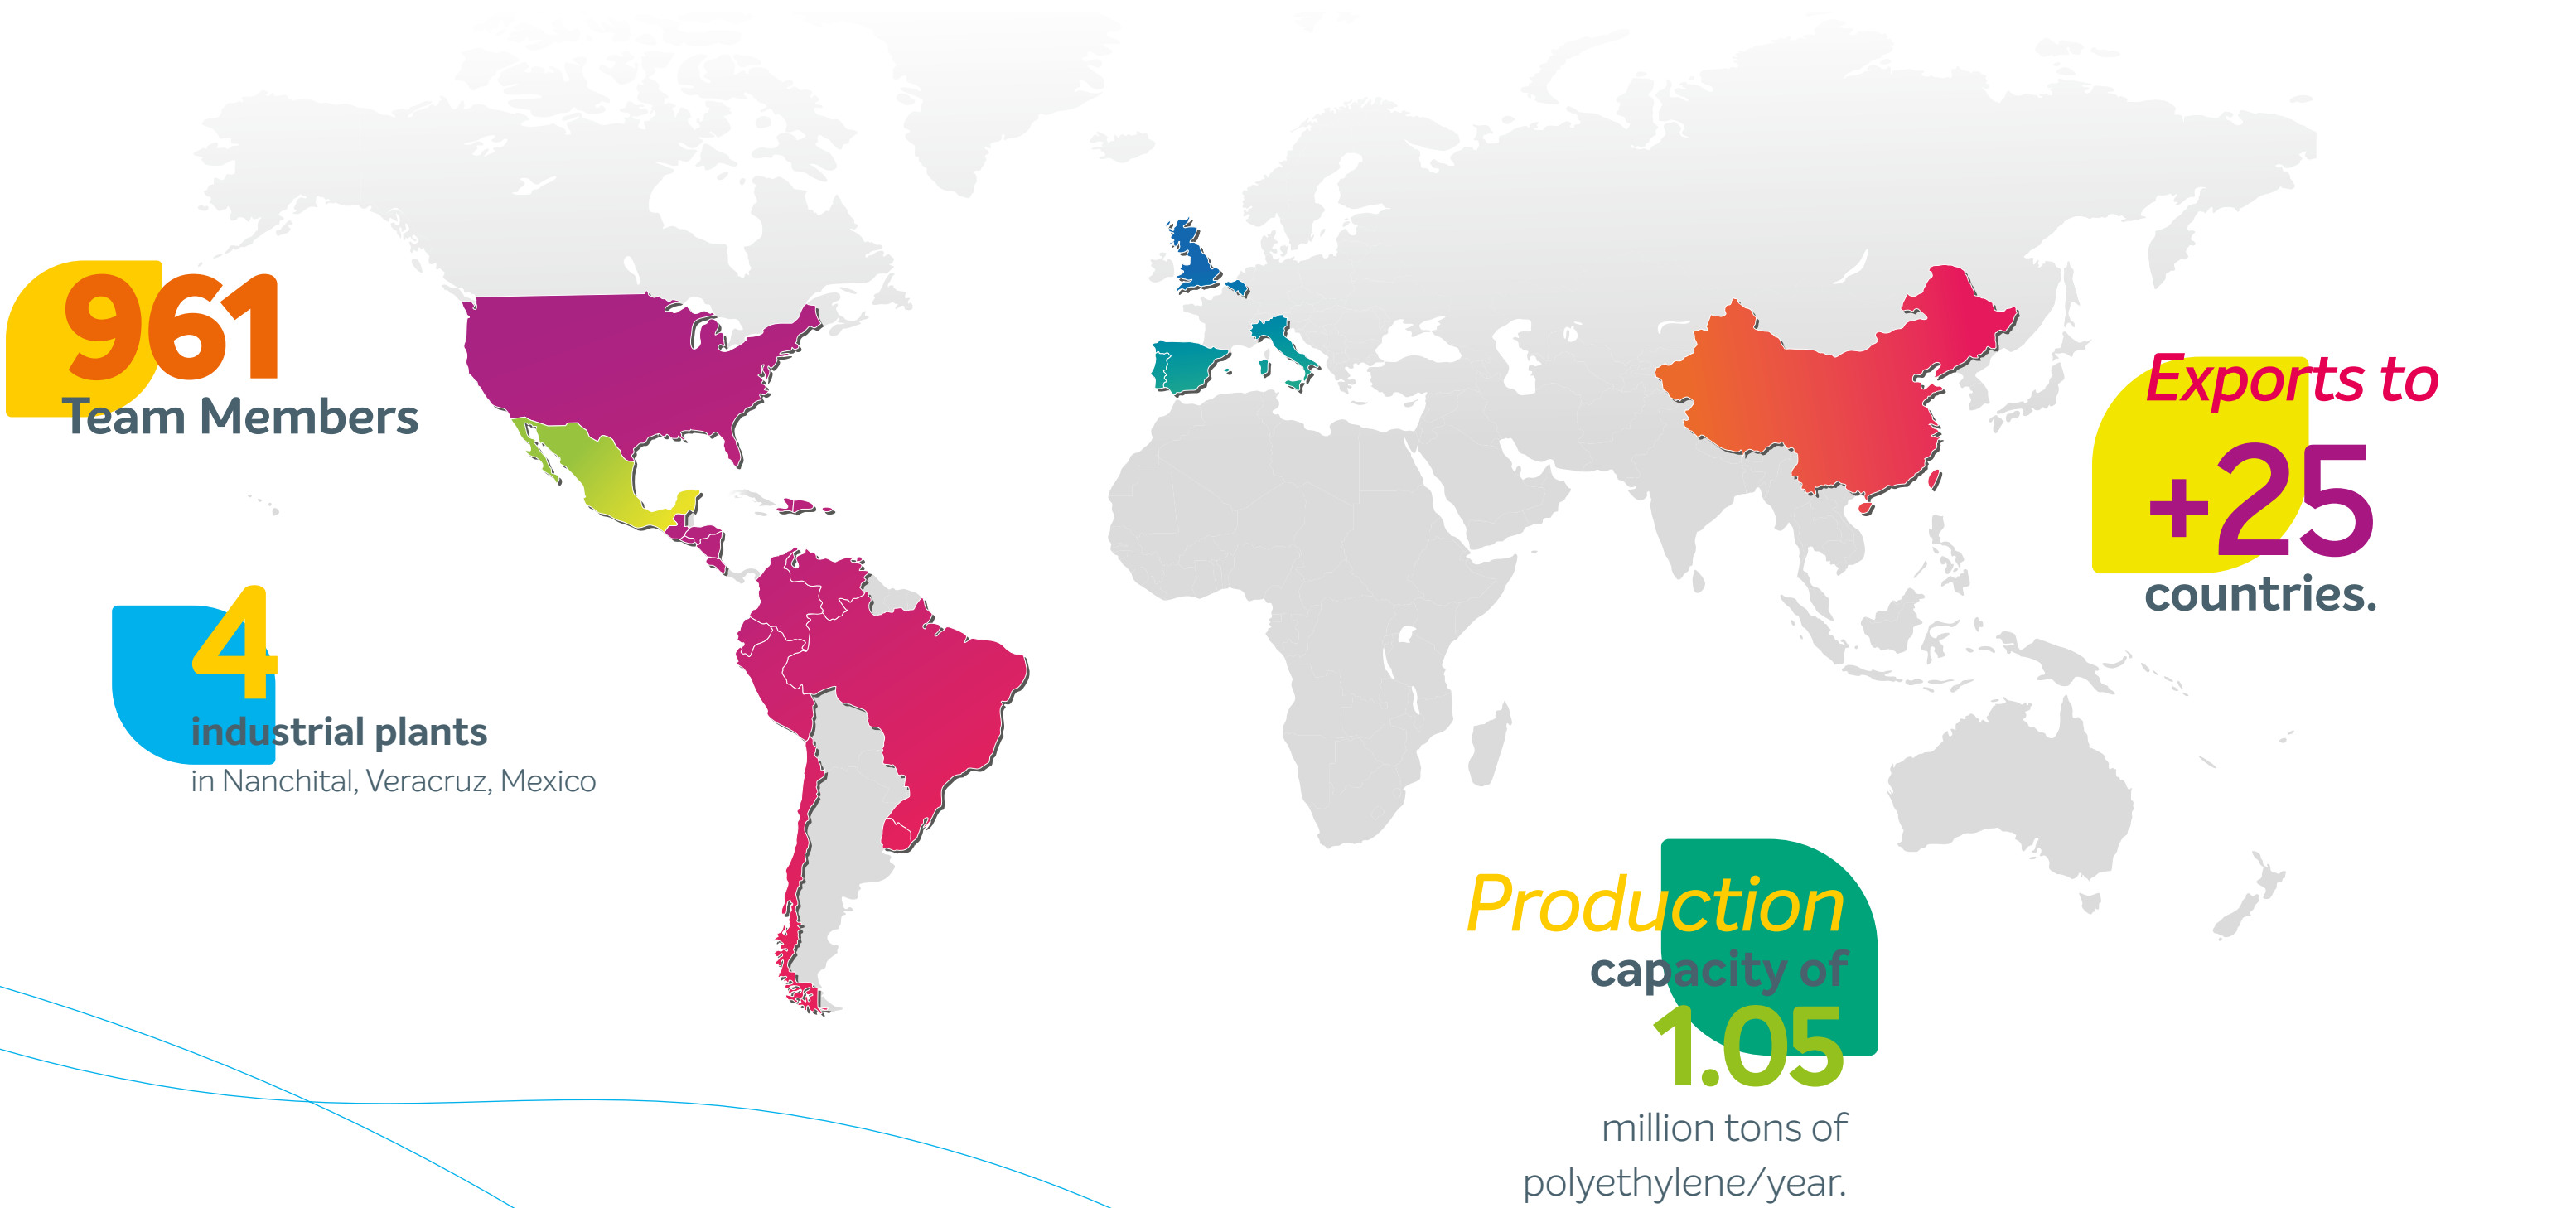 961
Team Members
4
industrial plants
in Nanchital, Veracruz, Mexico
Exports to
+25
countries.
Production
capacity of
1.05
million tons of
polyethylene/year.